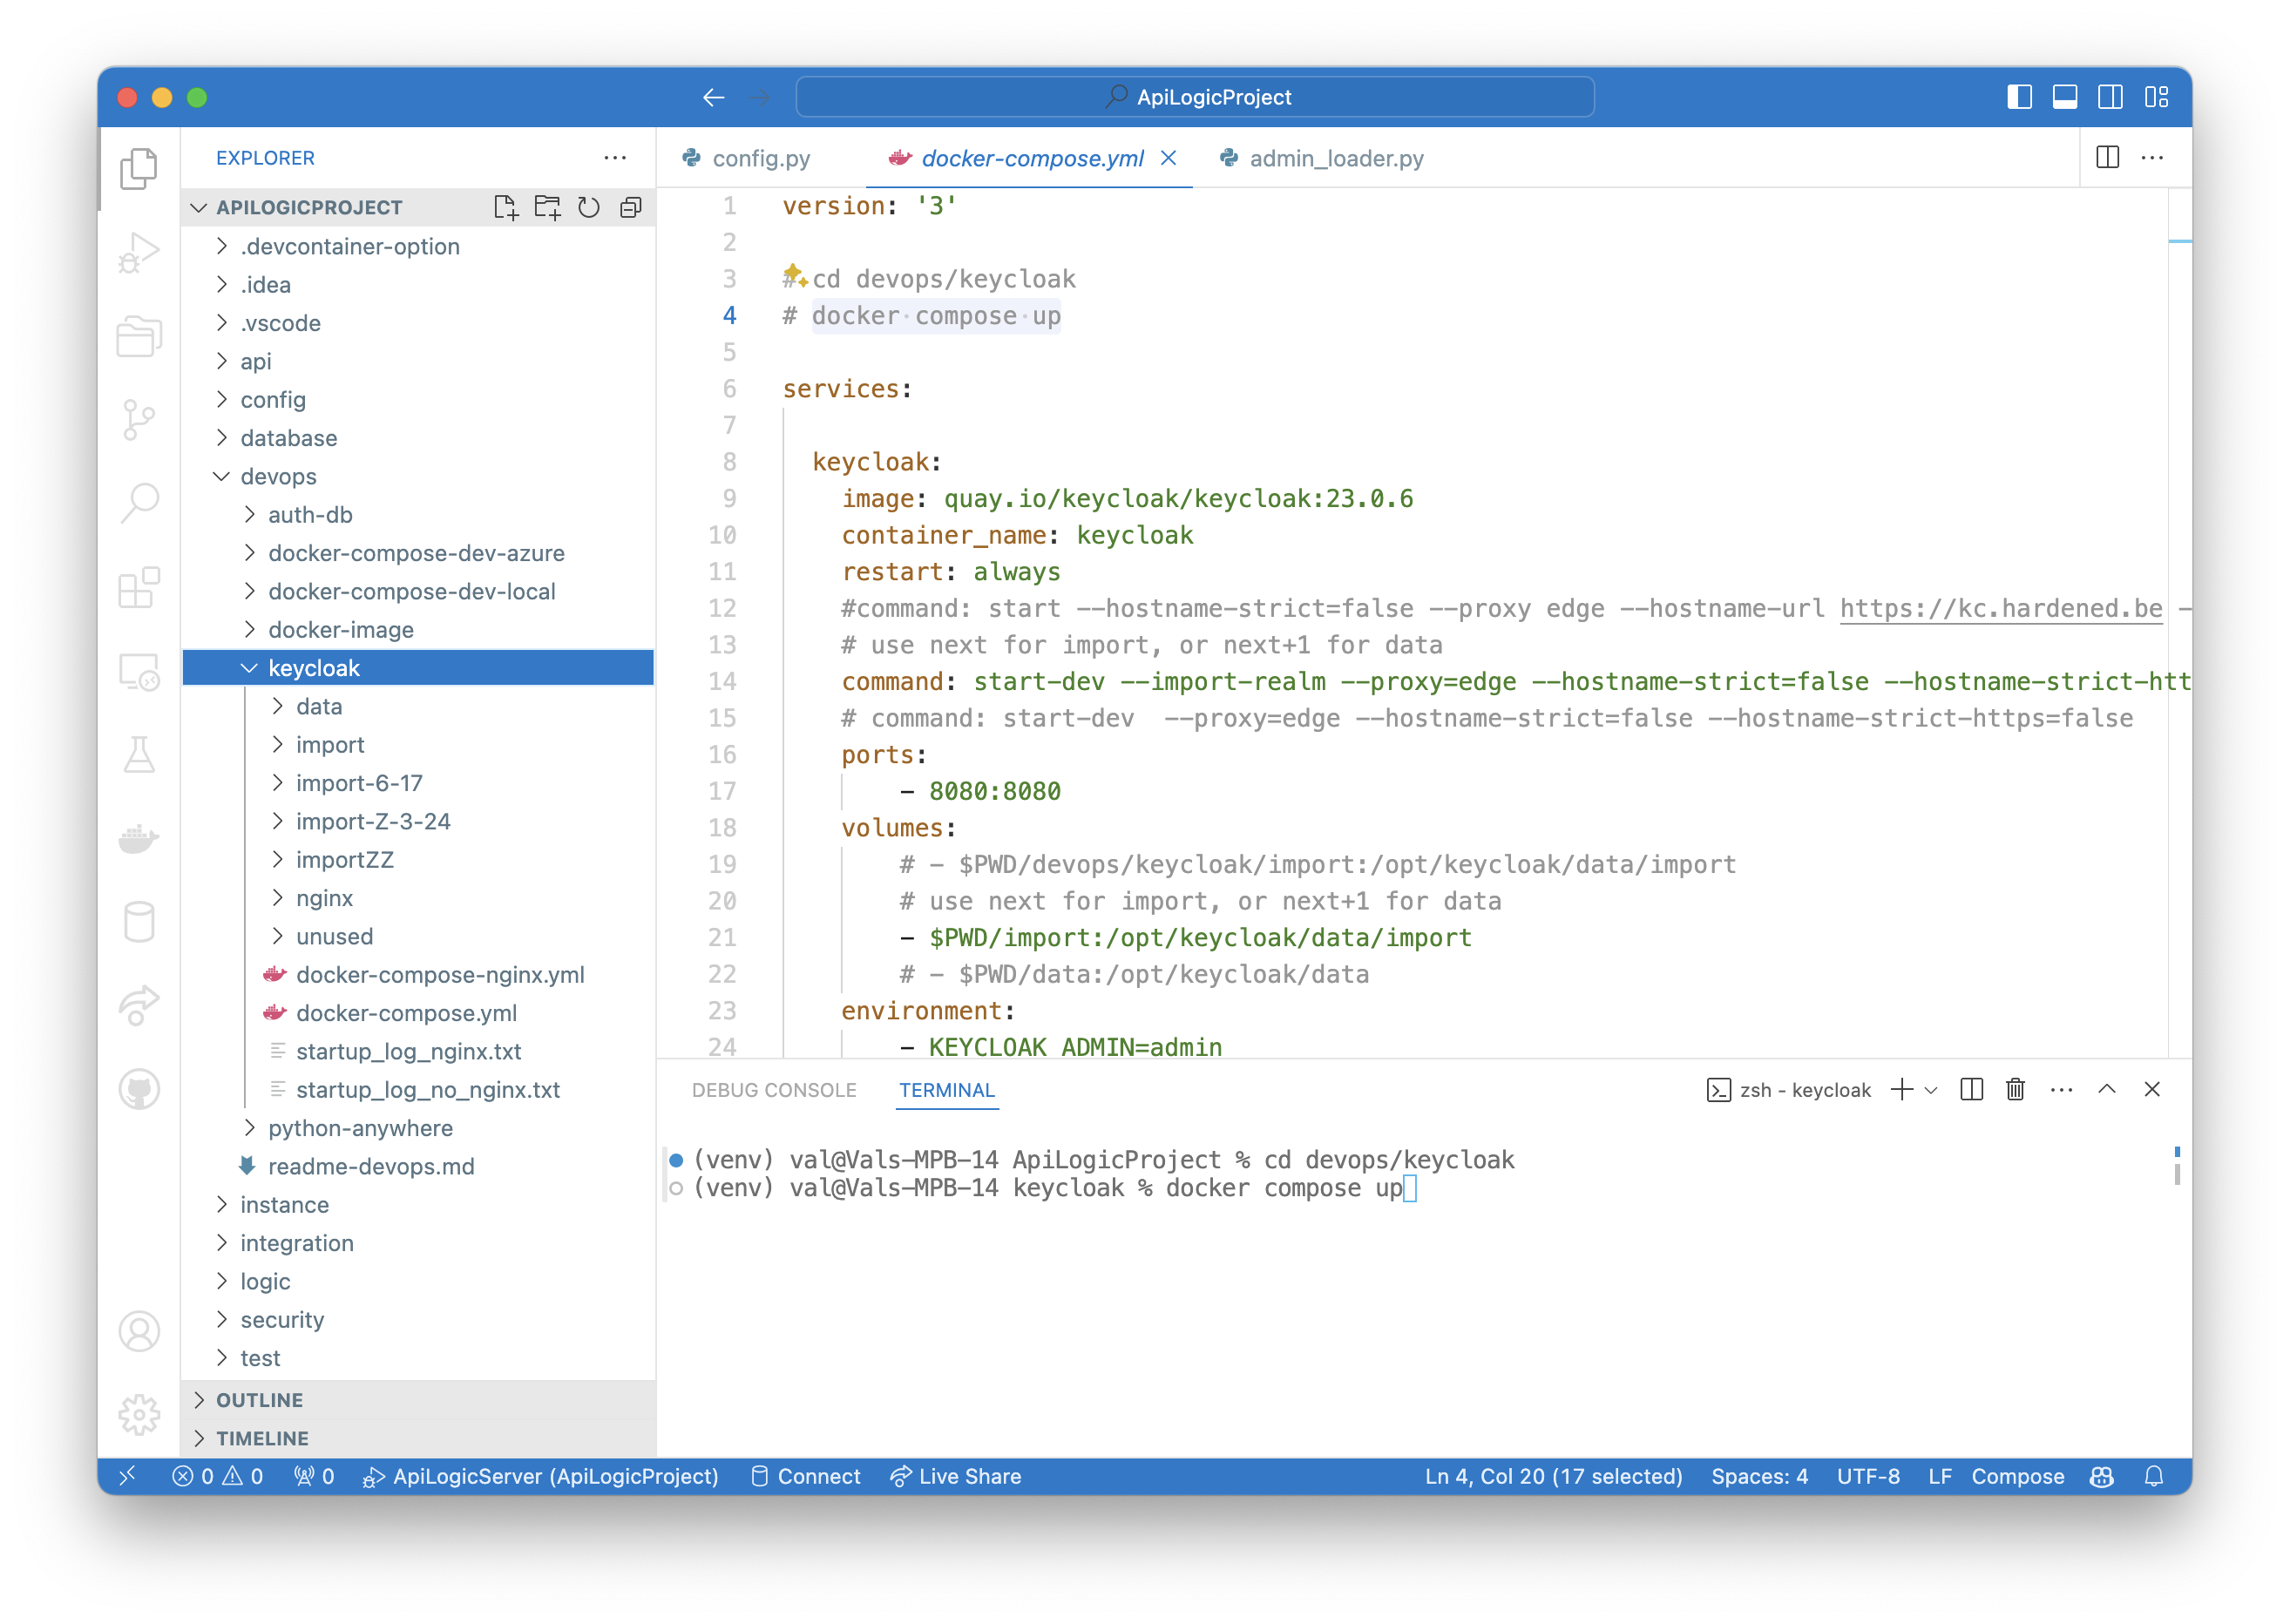 ApiLogicProject
EXPLORER
APILOGICPROJECT
.devcontainer-option
.idea
.vscode
api
config
database
devops
auth-db
docker-compose-dev-azure
docker-compose-dev-local
docker-image
keycloak
data
import
import-6-17
import-Z-3-24
importZZ
nginx
unused
docker-compose-nginx.yml
docker-compose.yml
startup_log_nginx.txt
startup_log_no_nginx.txt
python-anywhere
readme-devops.md
instance
integration
logic
security
test
OUTLINE
TIMELINE
config.py docker-compose.yml admin_loader.py
1 version: '3'
2
3 # cd devops/keycloak
4 # docker compose up
5
6 services:
7
8 keycloak:
9 image: quay.io/keycloak/keycloak:23.0.6
10 container_name: keycloak
11 restart: always
12 #command: start --hostname-strict=false --proxy edge --hostname-url https://kc.hardened.be -
13 # use next for import, or next+1 for data
14 command: start-dev --import-realm --proxy=edge --hostname-strict=false --hostname-strict-htt
15 # command: start-dev  --proxy=edge --hostname-strict=false --hostname-strict-https=false
16 ports:
17 - 8080:8080
18 volumes:
19 # - $PWD/devops/keycloak/import:/opt/keycloak/data/import
20 # use next for import, or next+1 for data
21 - $PWD/import:/opt/keycloak/data/import
22 # - $PWD/data:/opt/keycloak/data
23 environment:
24 - KEYCLOAK_ADMIN=admin
DEBUG CONSOLE TERMINAL zsh - keycloak
(venv) val@Vals-MPB-14 ApiLogicProject % cd devops/keycloak
(venv) val@Vals-MPB-14 keycloak % docker compose up
0 0 0 ApiLogicServer (ApiLogicProject) Connect Live Share Ln 4, Col 20 (17 selected) Spaces: 4 UTF-8 LF Compose